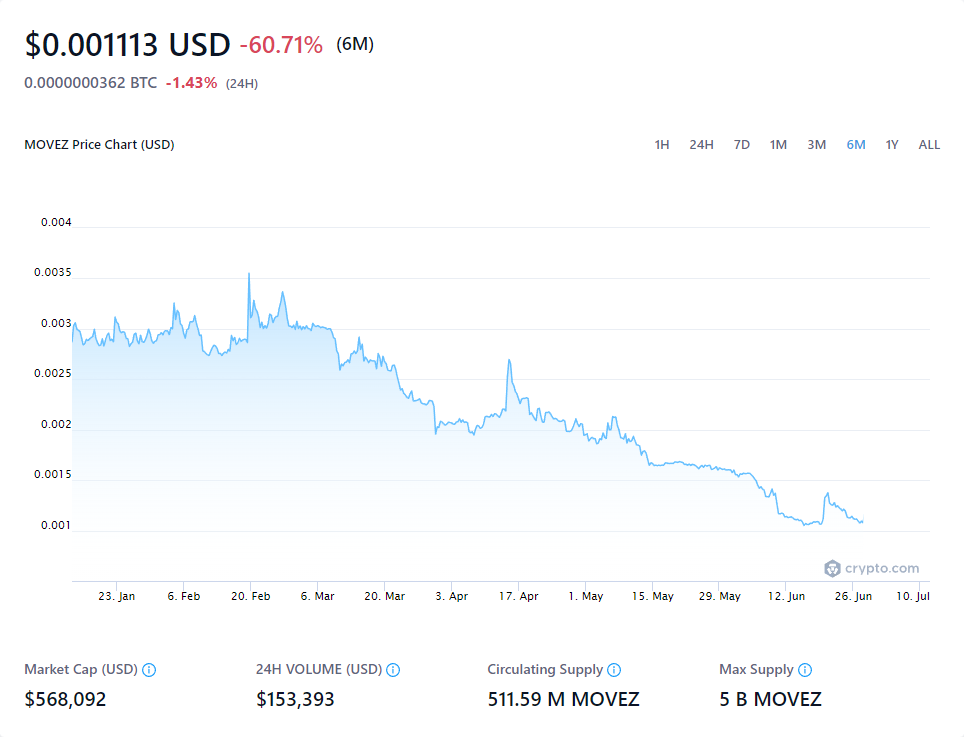 $0.001113 USD -60.71% (6M)
0.0000000362 BTC -1.43% (24H)
MOVEZ Price Chart (USD) 1H 24H 7D 1M 3M 6M 1Y ALL
0.004
0.0035
0.003
0.0025
0.002
0.0015
0.001
crypto.com
23. Jan 6. Feb 20. Feb 6. Mar 20. Mar 3. Apr 17. Apr 1. May 15. May 29. May 12. Jun 26. Jun 10. Jul
Market Cap (USD) 24H VOLUME (USD) Circulating Supply Max Supply
$568,092 $153,393 511.59 M MOVEZ 5 B MOVEZ